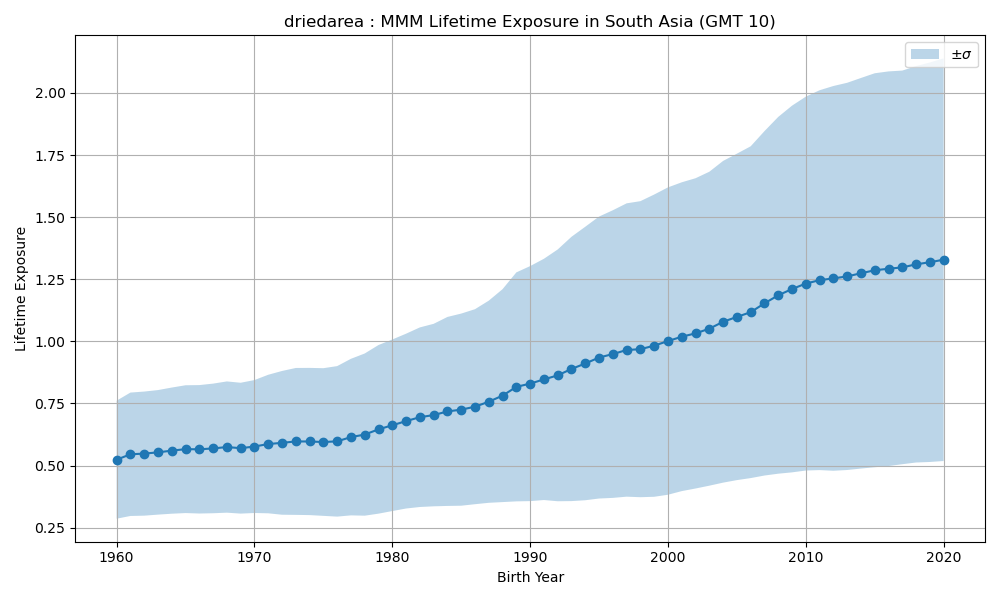 driedarea : MMM Lifetime Exposure in South Asia (GMT 10)
±σ
Lifetime Exposure
2.00
1.75
1.50
1.25
1.00
0.75
0.50
0.25
1960 1970 1980 1990 2000 2010 2020
Birth Year